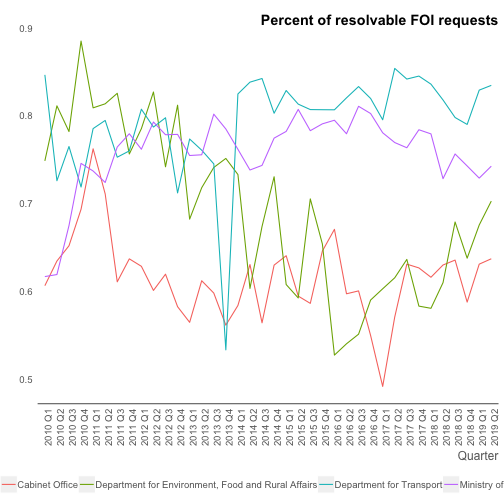 Percent of resolvable FOI requests
0.9
0.8
0.7
0.6
0.5
2010 Q1
2010 Q2
2010 Q3
2010 Q4
2011 Q1
2011 Q2
2011 Q3
2011 Q4
2012 Q1
2012 Q2
2012 Q3
2012 Q4
2013 Q1
2013 Q2
2013 Q3
2013 Q4
2014 Q1
2014 Q2
2014 Q3
2014 Q4
2015 Q1
2015 Q2
2015 Q3
2015 Q4
2016 Q1
2016 Q2
2016 Q3
2016 Q4
2017 Q1
2017 Q2
2017 Q3
2017 Q4
2018 Q1
2018 Q2
2018 Q3
2018 Q4
2019 Q1
2019 Q2
Quarter
Cabinet Office Department for Environment, Food and Rural Affairs Department for Transport Ministry of